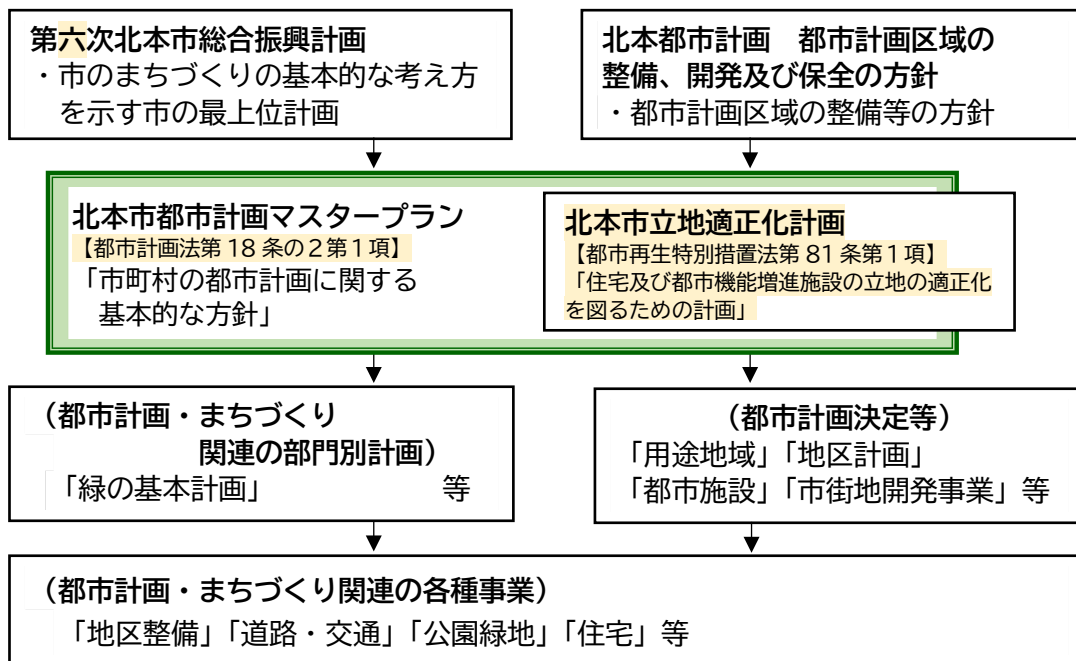 第六次北本市総合振興計画
・市のまちづくりの基本的な考え方
を示す市の最上位計画
北本都市計画　都市計画区域の
整備、開発及び保全の方針
・都市計画区域の整備等の方針
北本市都市計画マスタープラン
【都市計画法第 18 条の２第１項】
「市町村の都市計画に関する
基本的な方針」
北本市立地適正化計画
【都市再生特別措置法第 81 条第１項】
「住宅及び都市機能増進施設の立地の適正化
を図るための計画」
（都市計画・まちづくり
関連の部門別計画）
「緑の基本計画」　　　　　　　等
（都市計画決定等）
「用途地域」「地区計画」
「都市施設」「市街地開発事業」等
（都市計画・まちづくり関連の各種事業）
「地区整備」「道路・交通」「公園緑地」「住宅」等